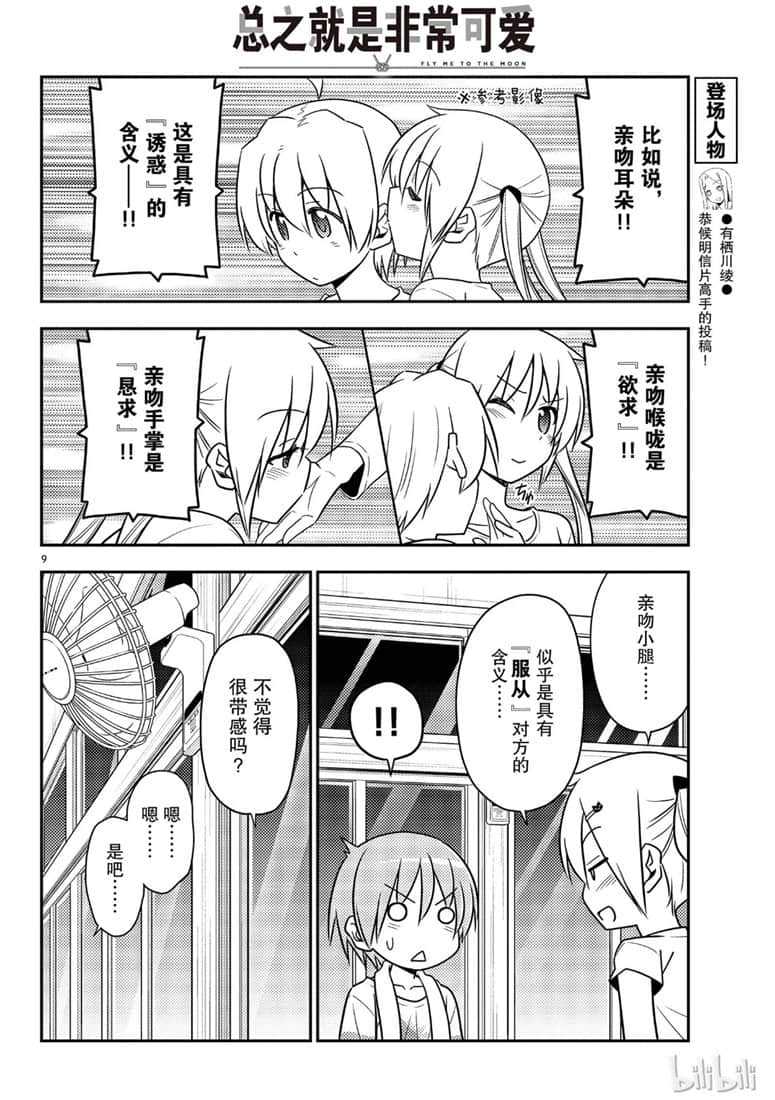 总之就是非常可爱
FLY ME TO THE MOON
登场人物
●有栖川绫●
恭候明信片高手的投稿！
※参考影像
比如说，
亲吻耳朵!!
这是具有
『诱惑』的
含义——!!
亲吻喉咙是
『欲求』!!
ちゅ
亲吻手掌是
『恳求』!!
9
亲吻小腿……
似乎是具有
『服从』对方的
含义……
!!
不觉得
很带感吗？
嗯……
嗯……
是吧……
bilibili